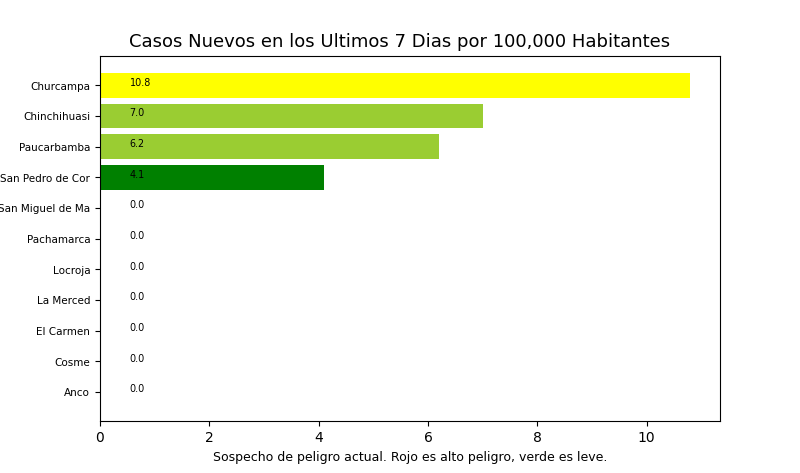 Casos Nuevos en los Ultimos 7 Dias por 100,000 Habitantes
Churcampa 10.8
Chinchihuasi 7.0
Paucarbamba 6.2
San Pedro de Cor 4.1
San Miguel de Ma 0.0
Pachamarca 0.0
Locroja 0.0
La Merced 0.0
El Carmen 0.0
Cosme 0.0
Anco 0.0
0 2 4 6 8 10
Sospecho de peligro actual. Rojo es alto peligro, verde es leve.